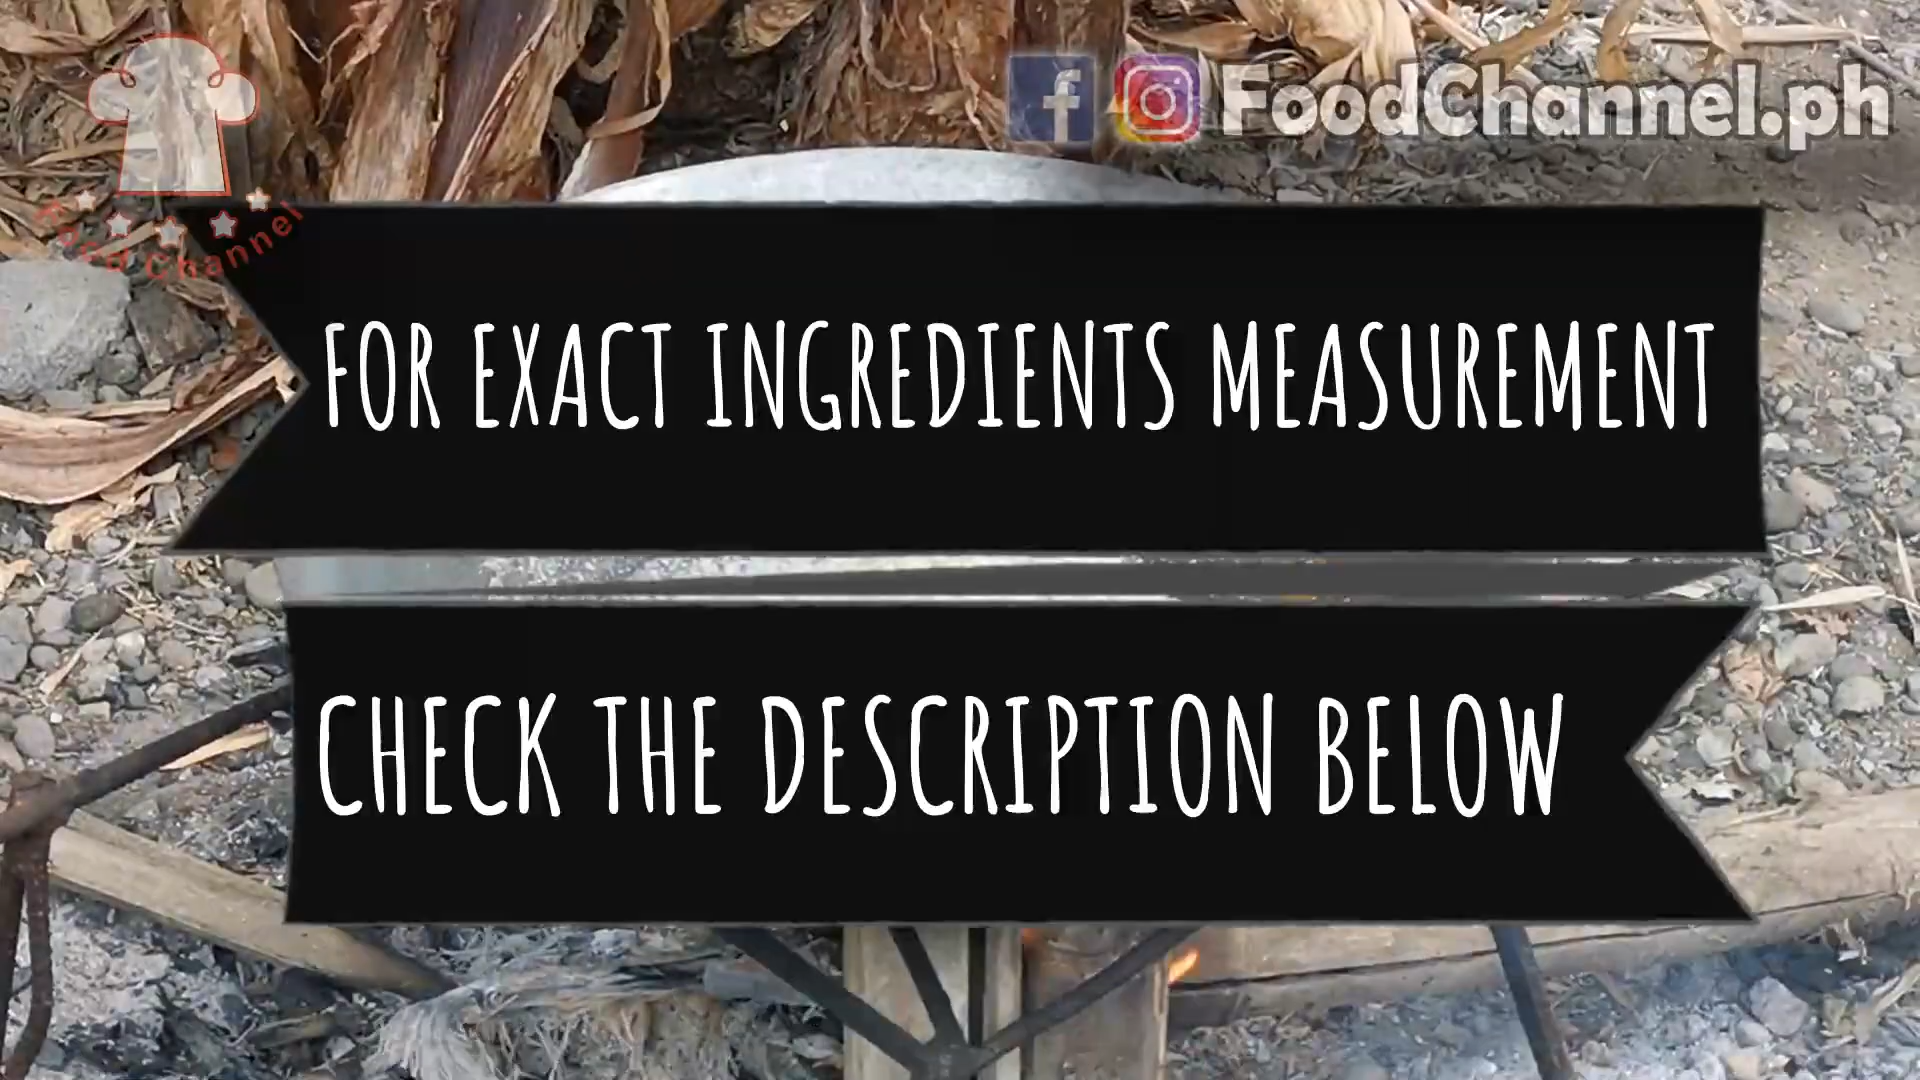 FoodChannel.ph
Food Channel
FOR EXACT INGREDIENTS MEASUREMENT
CHECK THE DESCRIPTION BELOW